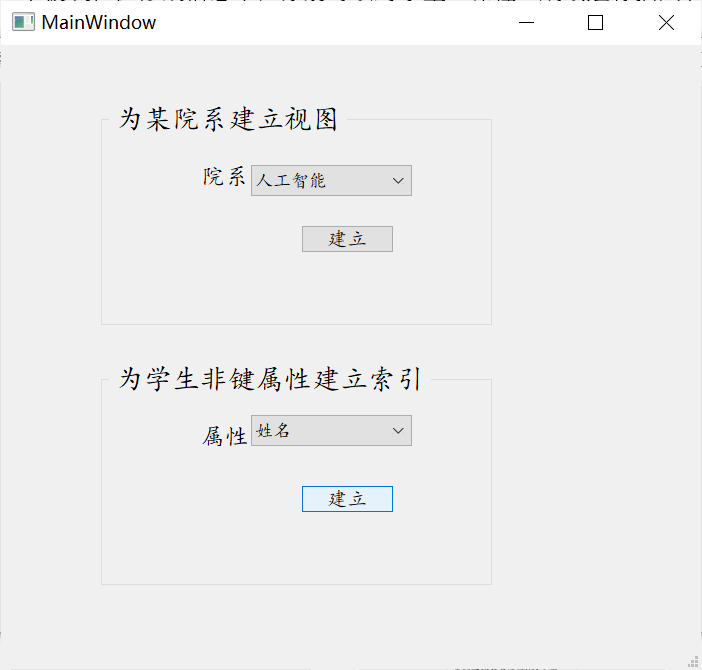 MainWindow
为某院系建立视图
院系 人工智能
建立
为学生非键属性建立索引
属性 姓名
建立